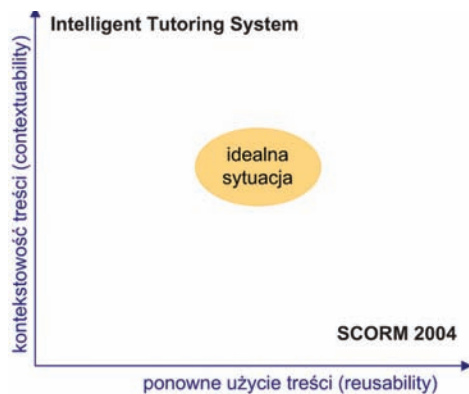 Intelligent Tutoring System
kontekstowość treści (contextuability)
idealna
sytuacja
SCORM 2004
ponowne użycie treści (reusability)